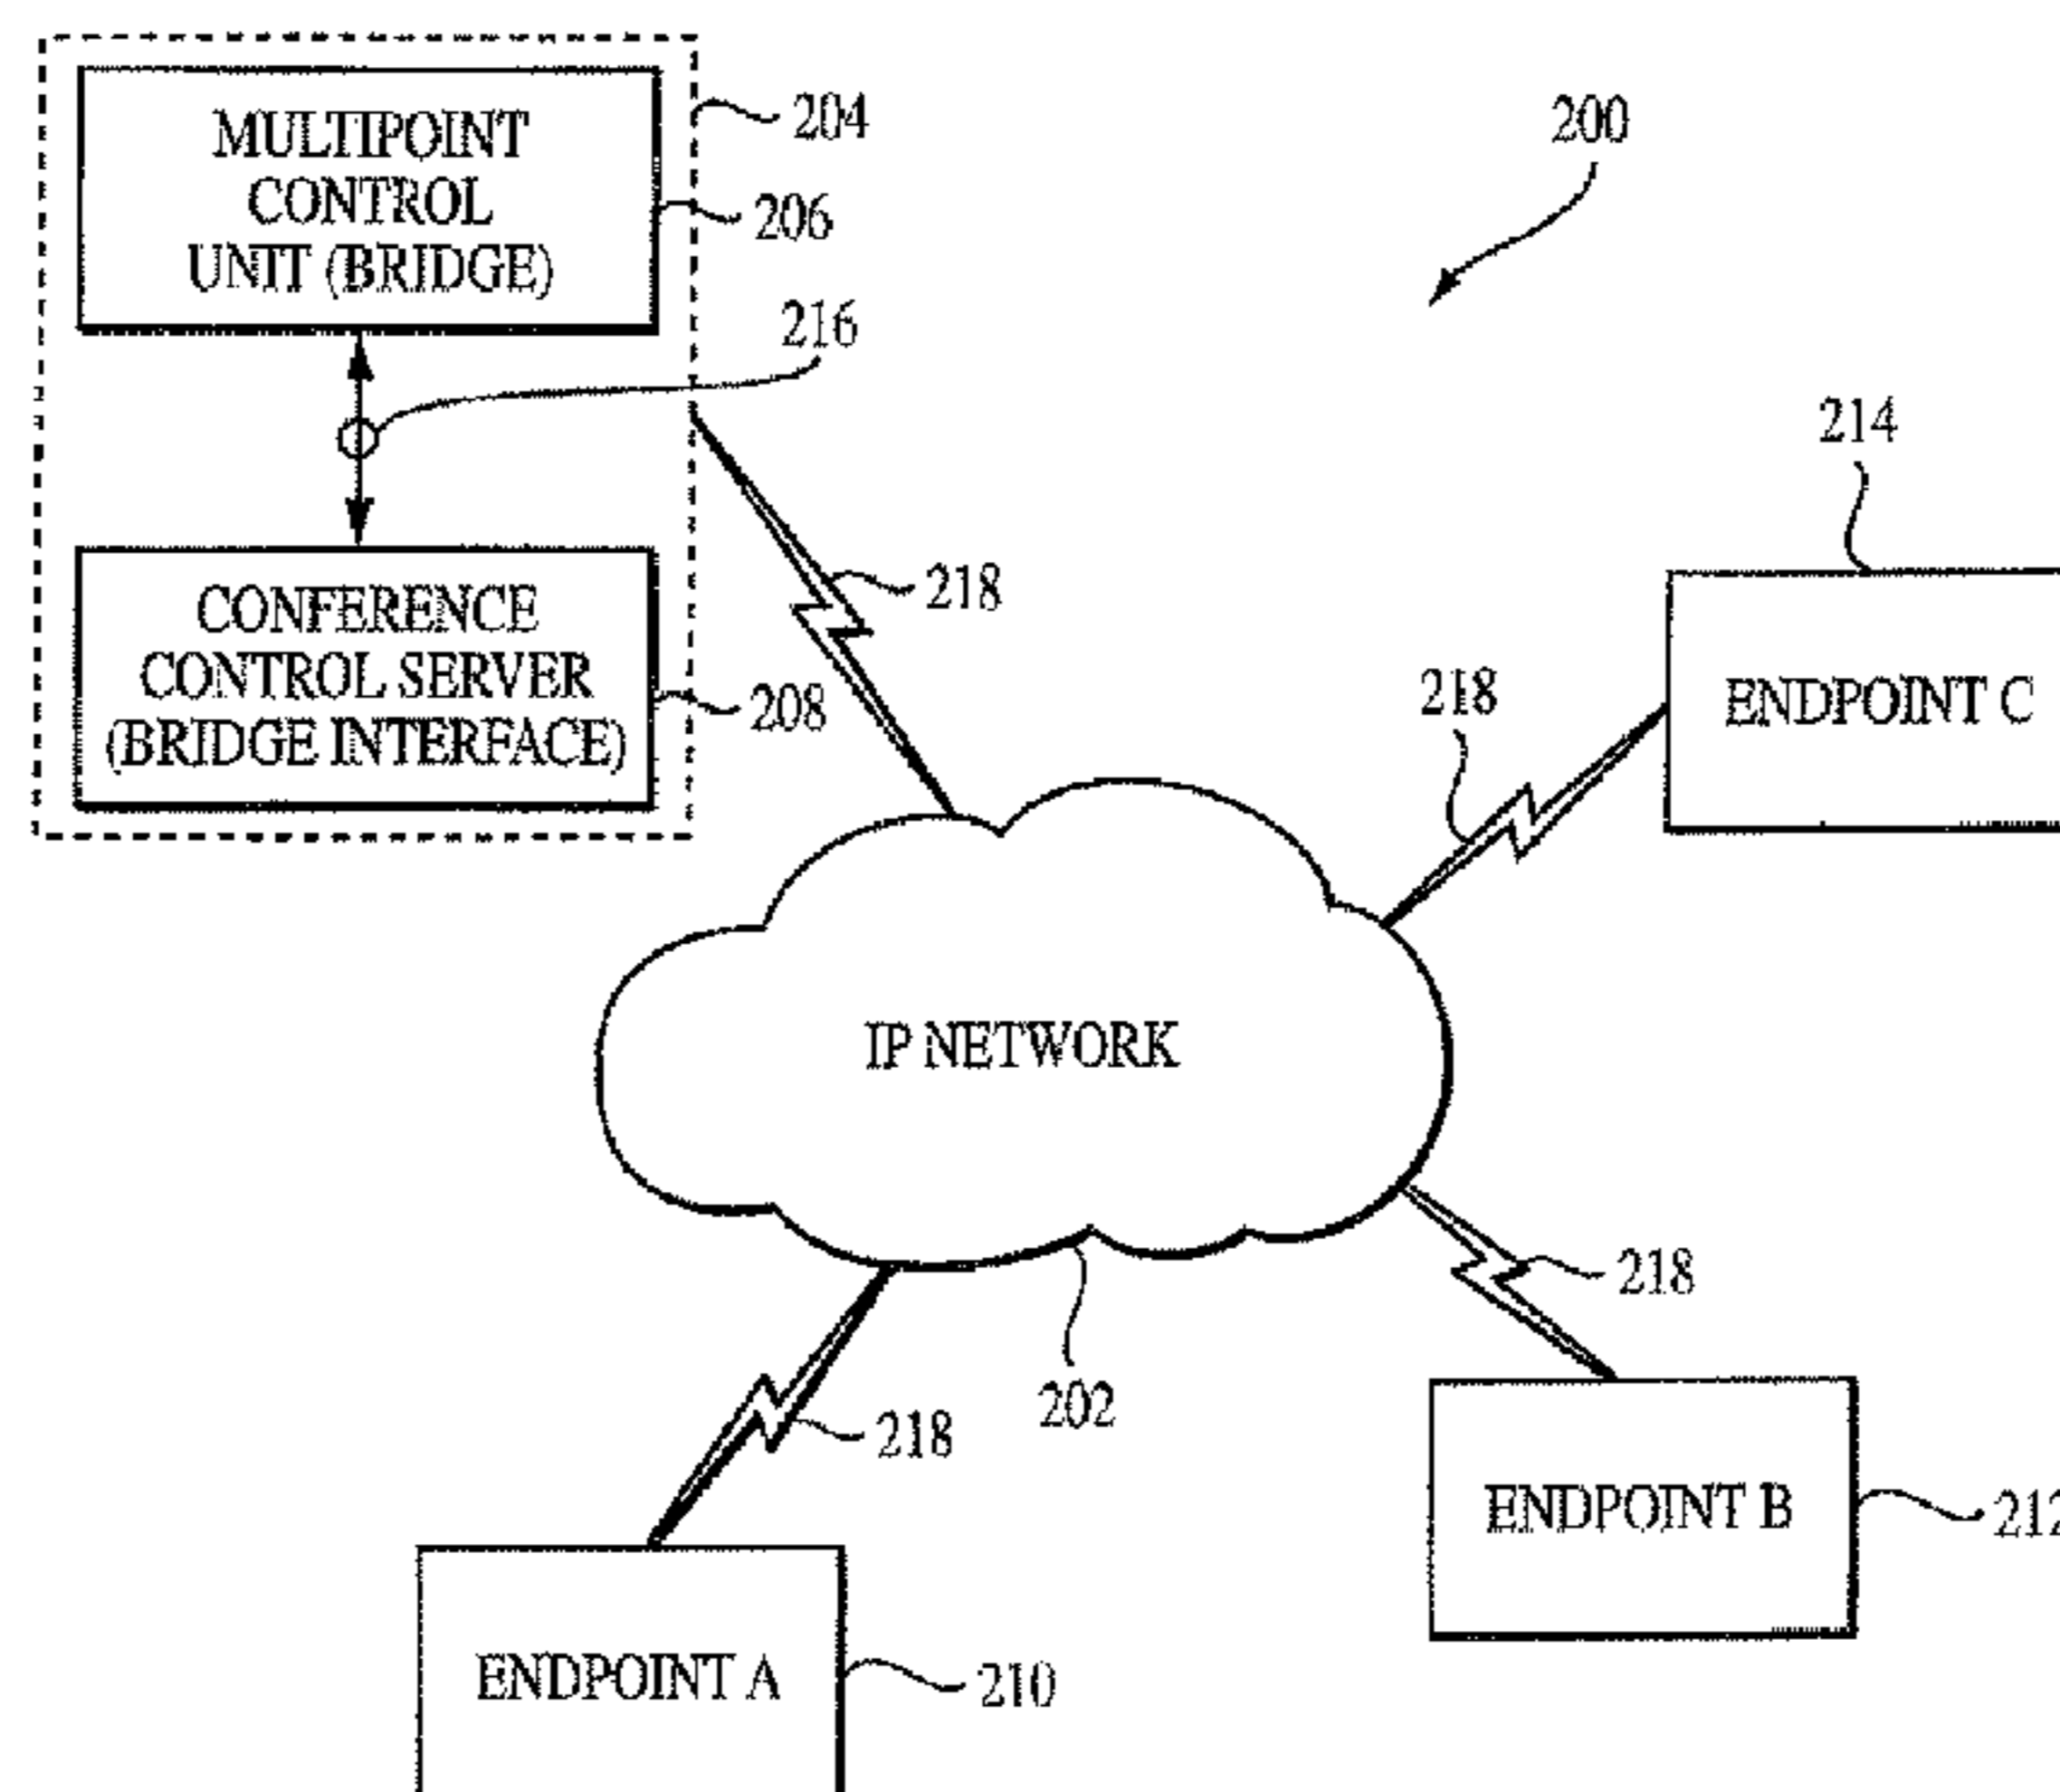 MULTIPOINT
CONTROL
UNIT (BRIDGE)
204
206
200
216
CONFERENCE
CONTROL SERVER
(BRIDGE INTERFACE)
208
218
214
ENDPOINT C
218
IP NETWORK
218
202
218
ENDPOINT B
212
ENDPOINT A
210